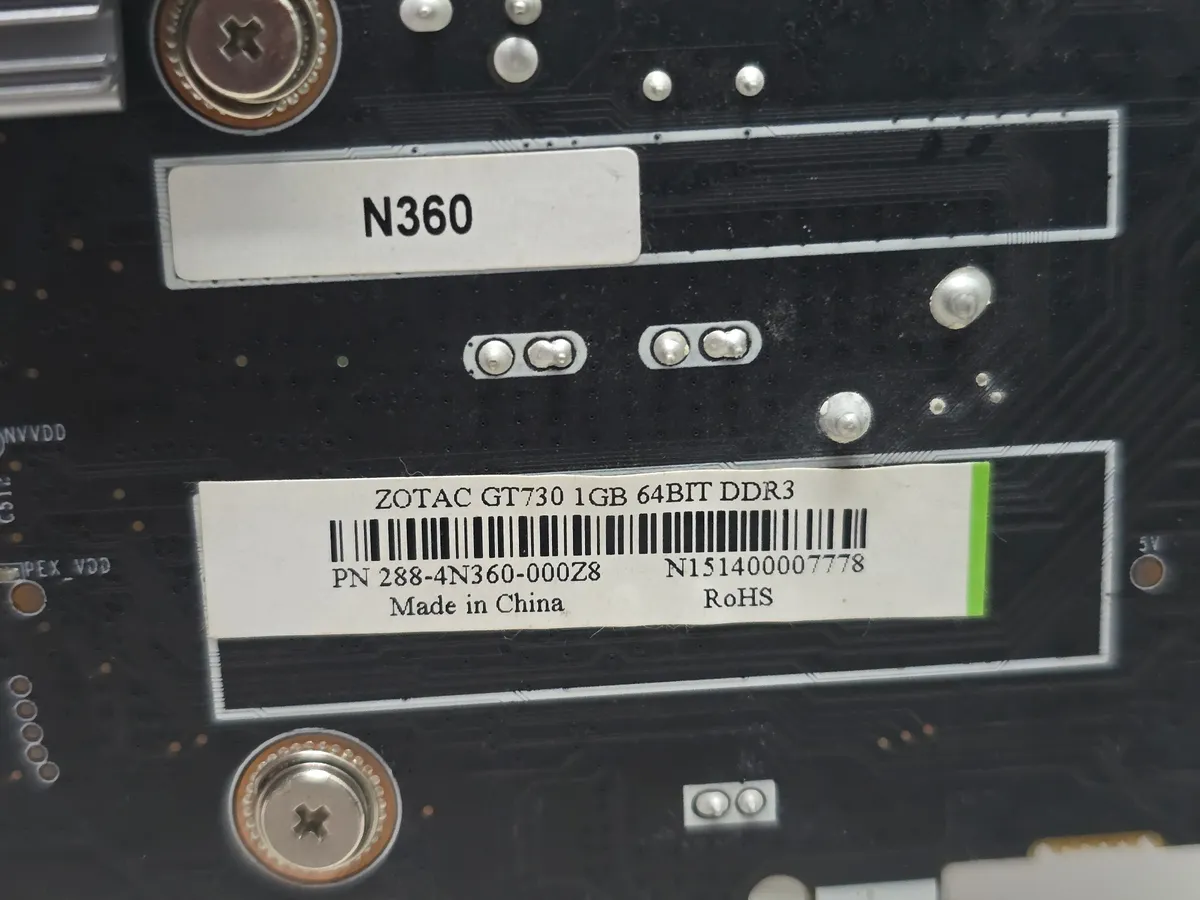 N360
NVVDD
ZOTAC GT730 1GB 64BIT DDR3
PN 288-4N360-000Z8 N151400007778
Made in China RoHS
PEX_VDD
5V